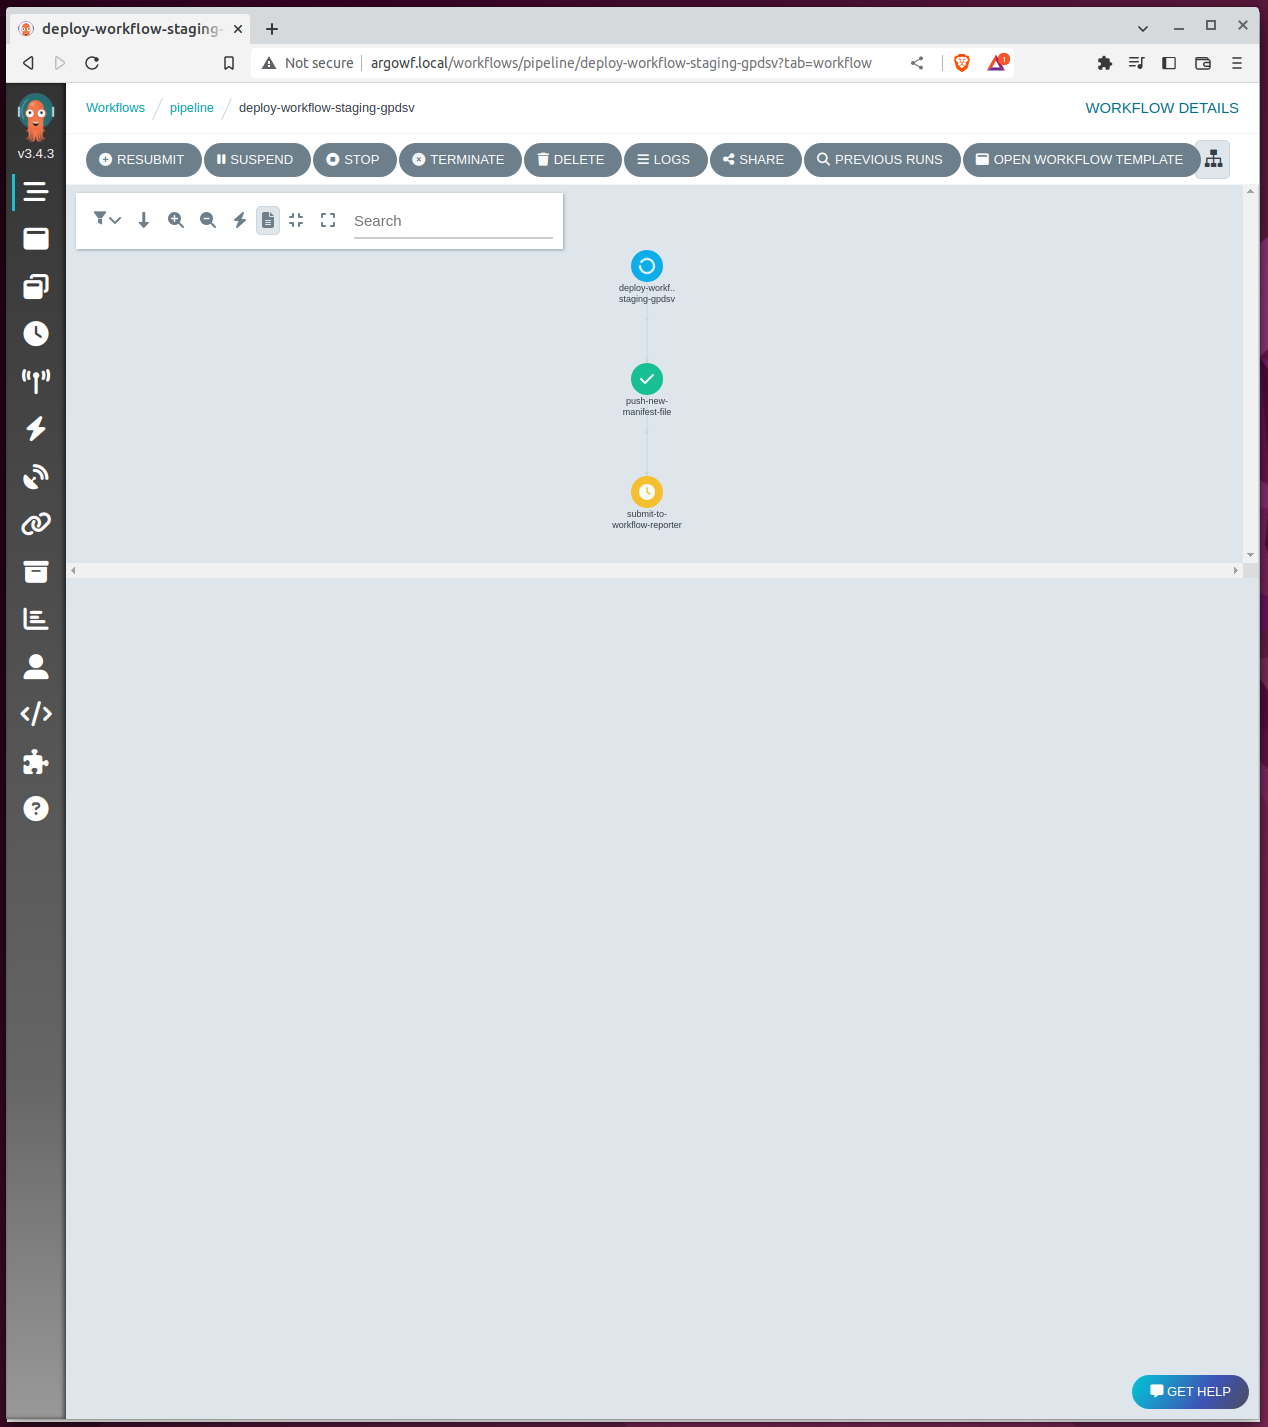 deploy-workflow-staging-
Not secure
argowf.local/workflows/pipeline/deploy-workflow-staging-gpdsv?tab=workflow
1
v3.4.3
Workflows / pipeline / deploy-workflow-staging-gpdsv
WORKFLOW DETAILS
RESUBMIT
SUSPEND
STOP
TERMINATE
DELETE
LOGS
SHARE
PREVIOUS RUNS
OPEN WORKFLOW TEMPLATE
Search
deploy-workf..
staging-gpdsv
push-new-
manifest-file
submit-to-
workflow-reporter
GET HELP